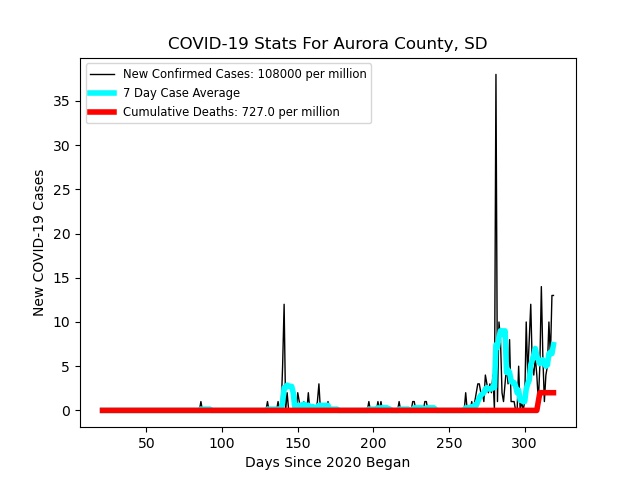 COVID-19 Stats For Aurora County, SD
New Confirmed Cases: 108000 per million
7 Day Case Average
Cumulative Deaths: 727.0 per million
New COVID-19 Cases
35
30
25
20
15
10
5
0
50 100 150 200 250 300
Days Since 2020 Began